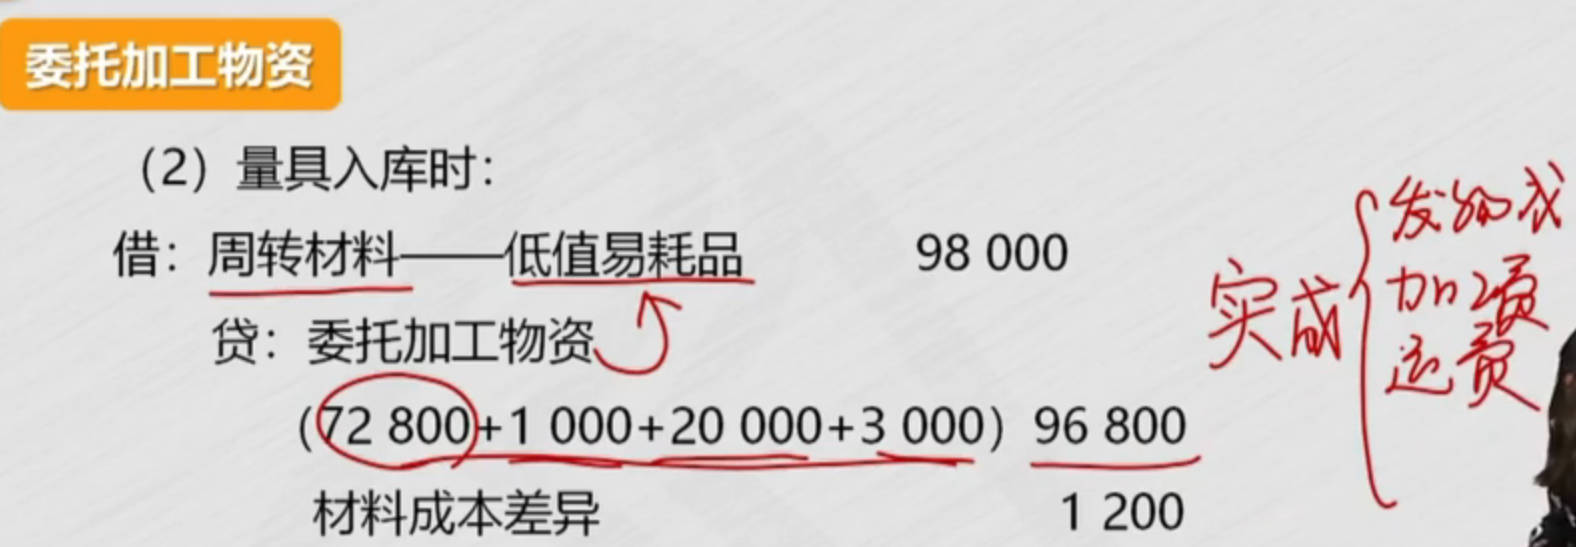 委托加工物资
（2）量具入库时：
借：周转材料——低值易耗品 98 000
贷：委托加工物资
（72 800+1 000+20 000+3 000）96 800
材料成本差异 1 200
实成
发的成
加工费
运费